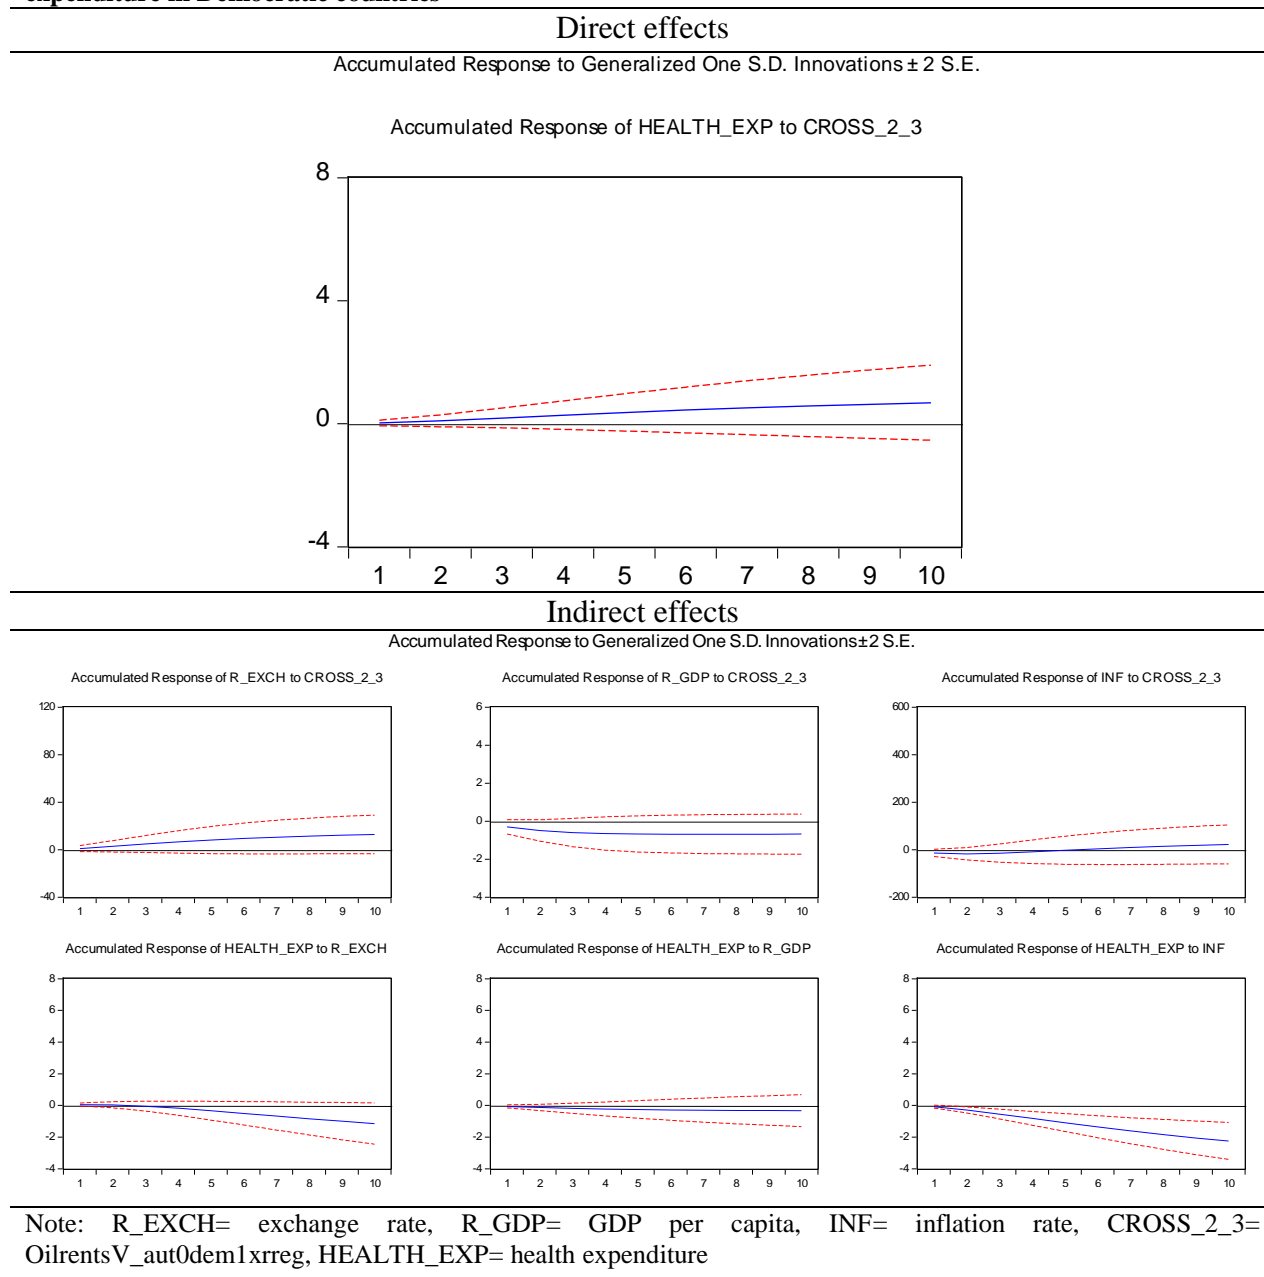 expenditure in Democratic countries
Direct effects
Accumulated Response to Generalized One S.D. Innovations ± 2 S.E.
Accumulated Response of HEALTH_EXP to CROSS_2_3
8
4
0
-4
1 2 3 4 5 6 7 8 9 10
Indirect effects
Accumulated Response to Generalized One S.D. Innovations ± 2 S.E.
Accumulated Response of R_EXCH to CROSS_2_3
120
80
40
0
-40
1 2 3 4 5 6 7 8 9 10
Accumulated Response of R_GDP to CROSS_2_3
6
4
2
0
-2
-4
1 2 3 4 5 6 7 8 9 10
Accumulated Response of INF to CROSS_2_3
600
400
200
0
-200
1 2 3 4 5 6 7 8 9 10
Accumulated Response of HEALTH_EXP to R_EXCH
8
6
4
2
0
-2
-4
1 2 3 4 5 6 7 8 9 10
Accumulated Response of HEALTH_EXP to R_GDP
8
6
4
2
0
-2
-4
1 2 3 4 5 6 7 8 9 10
Accumulated Response of HEALTH_EXP to INF
8
6
4
2
0
-2
-4
1 2 3 4 5 6 7 8 9 10
Note: R_EXCH= exchange rate, R_GDP= GDP per capita, INF= inflation rate, CROSS_2_3=
OilrentsV_aut0dem1xrreg, HEALTH_EXP= health expenditure